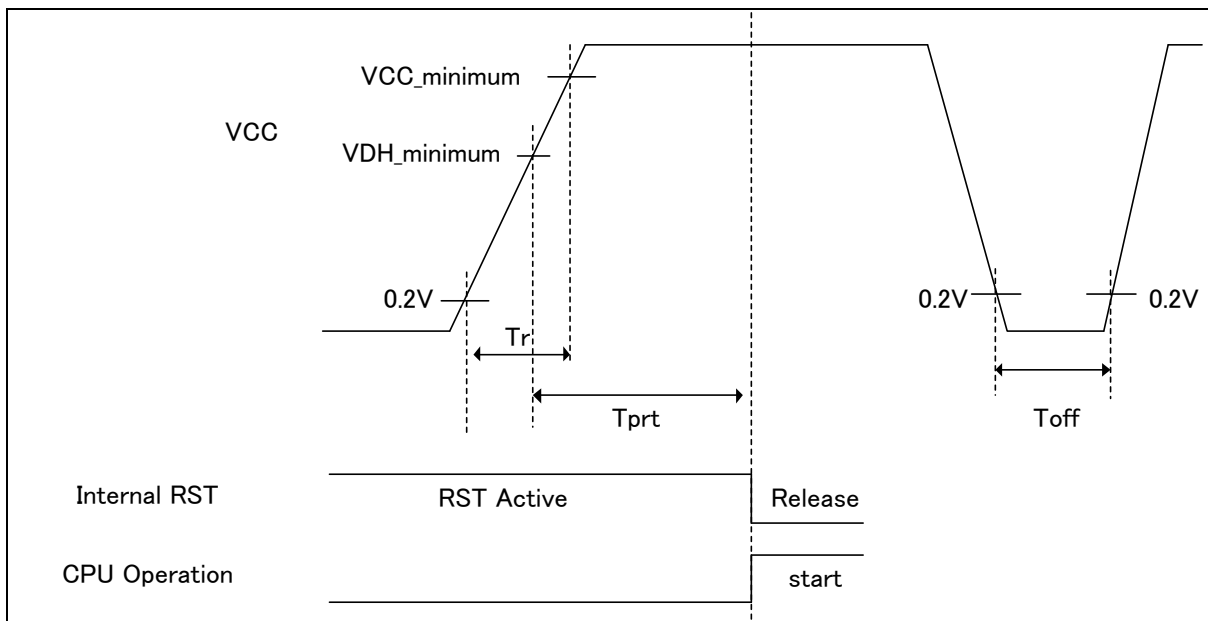 VCC_minimum
VCC
VDH_minimum
0.2V
0.2V
0.2V
Tr
Tprt
Toff
Internal RST
RST Active
Release
CPU Operation
start